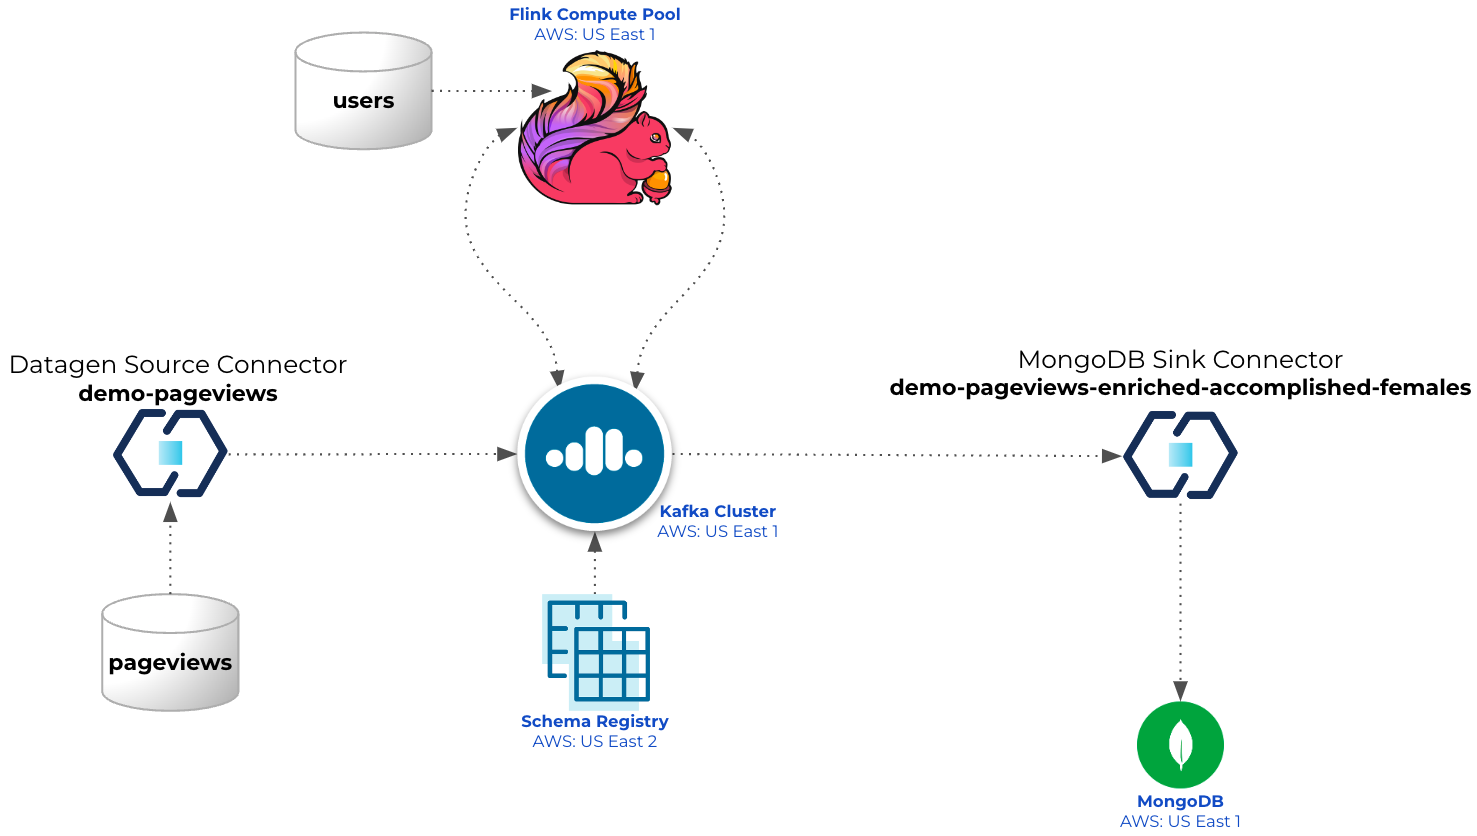 Flink Compute Pool
AWS: US East 1
users
Datagen Source Connector
demo-pageviews
MongoDB Sink Connector
demo-pageviews-enriched-accomplished-females
Kafka Cluster
AWS: US East 1
pageviews
Schema Registry
AWS: US East 2
MongoDB
AWS: US East 1